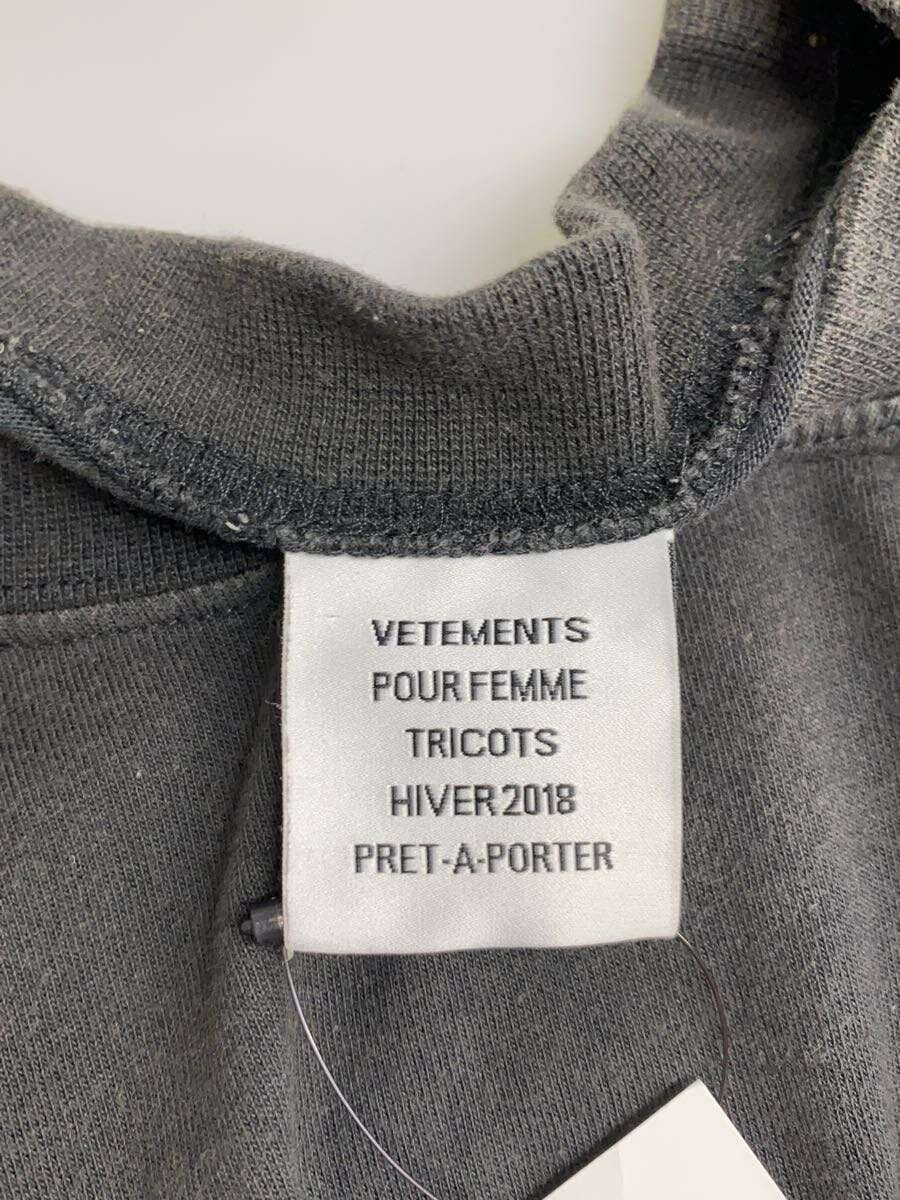 VETEMENTS
POUR FEMME
TRICOTS
HIVER 2018
PRET-A-PORTER